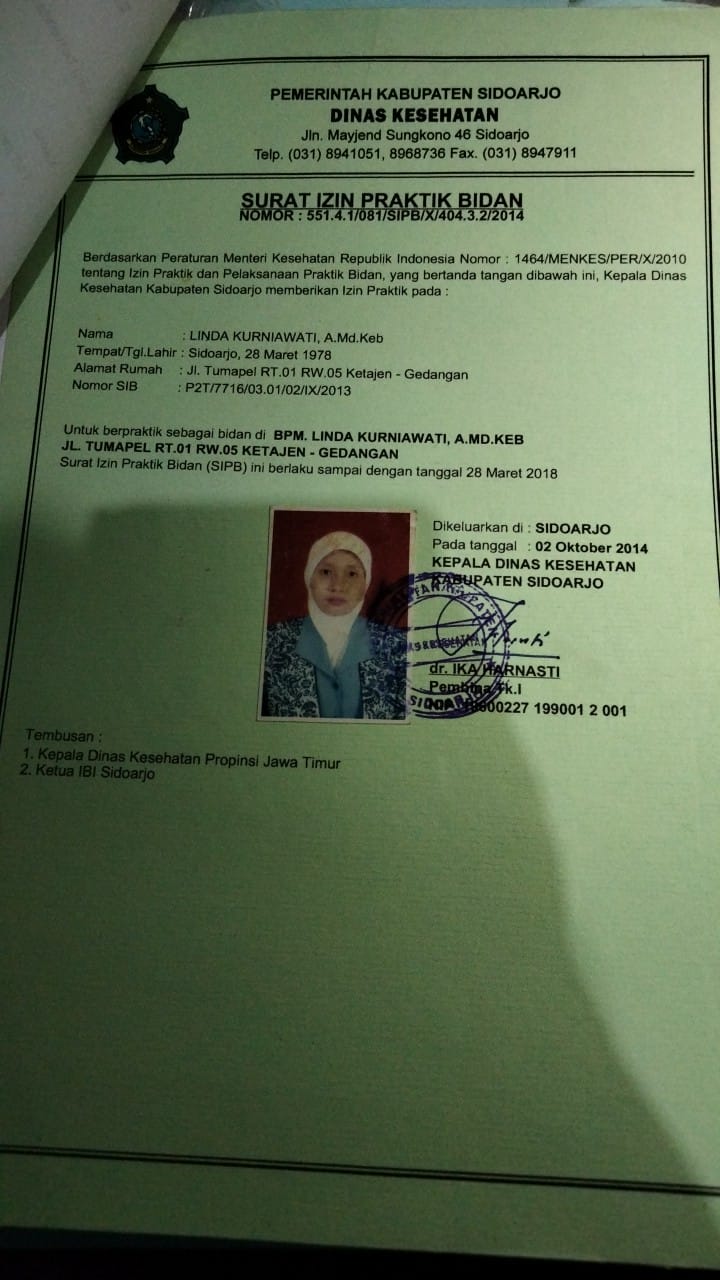 PEMERINTAH KABUPATEN SIDOARJO
DINAS KESEHATAN
Jln. Mayjend Sungkono 46 Sidoarjo
Telp. (031) 8941051, 8968736 Fax. (031) 8947911
SURAT IZIN PRAKTIK BIDAN
NOMOR : 551.4.1/081/SIPB/X/404.3.2/2014
Berdasarkan Peraturan Menteri Kesehatan Republik Indonesia Nomor : 1464/MENKES/PER/X/2010
tentang Izin Praktik dan Pelaksanaan Praktik Bidan, yang bertanda tangan dibawah ini, Kepala Dinas
Kesehatan Kabupaten Sidoarjo memberikan Izin Praktik pada :
Nama : LINDA KURNIAWATI, A.Md.Keb
Tempat/Tgl.Lahir : Sidoarjo, 28 Maret 1978
Alamat Rumah : Jl. Tumapel RT.01 RW.05 Ketajen - Gedangan
Nomor SIB : P2T/7716/03.01/02/IX/2013
Untuk berpraktik sebagai bidan di BPM. LINDA KURNIAWATI, A.MD.KEB
JL. TUMAPEL RT.01 RW.05 KETAJEN - GEDANGAN
Surat Izin Praktik Bidan (SIPB) ini berlaku sampai dengan tanggal 28 Maret 2018
Dikeluarkan di : SIDOARJO
Pada tanggal : 02 Oktober 2014
KEPALA DINAS KESEHATAN
KABUPATEN SIDOARJO
dr. IKA HARNASTI
Pembina Tk.I
199001 2 001
SIDOARJO
Tembusan :
1. Kepala Dinas Kesehatan Propinsi Jawa Timur
2. Ketua IBI Sidoarjo